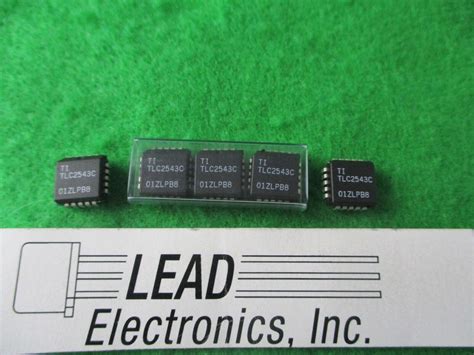 TI
TLC2543C
01ZLPB8
TI
TLC2543C
01ZLPB8
TI
TLC2543C
01ZLPB8
TI
TLC2543C
01ZLPB8
TI
TLC2543C
01ZLPB8
LEAD
Electronics, Inc.